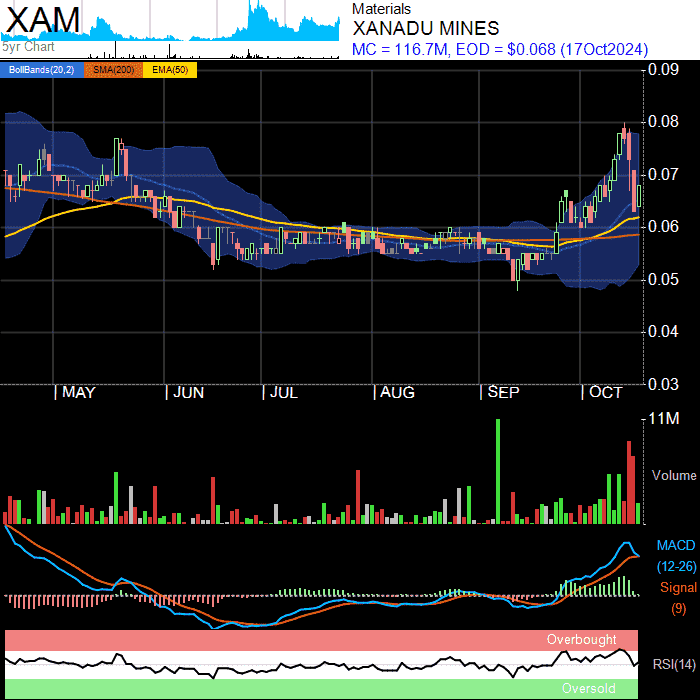 XAM
5yr Chart
Materials
XANADU MINES
MC = 116.7M, EOD = $0.068 (17Oct2024)
BollBands(20,2) SMA(200) EMA(50)
0.09
0.08
0.07
0.06
0.05
0.04
0.03
MAY JUN JUL AUG SEP OCT
11M
Volume
MACD
(12-26)
Signal
(9)
Overbought
RSI(14)
Oversold